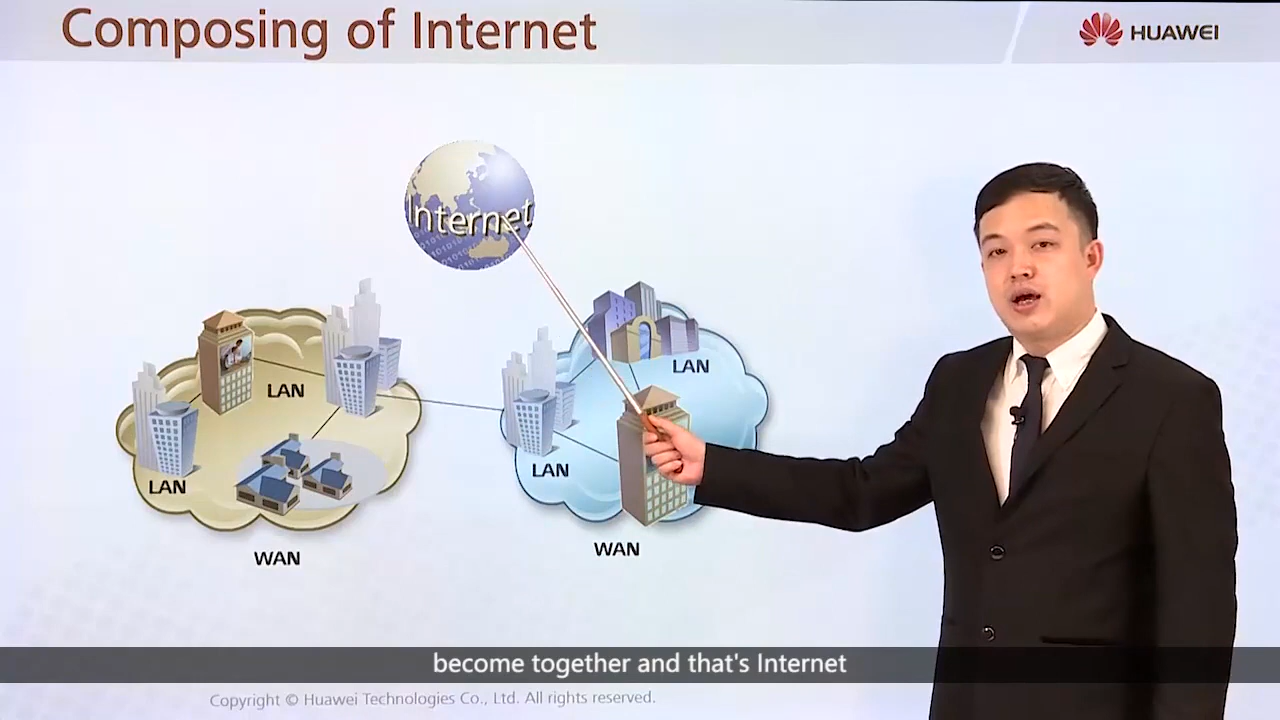 Composing of Internet
HUAWEI
Internet
LAN
LAN
LAN
LAN
WAN
WAN
become together and that's Internet
Copyright © Huawei Technologies Co., Ltd. All rights reserved.